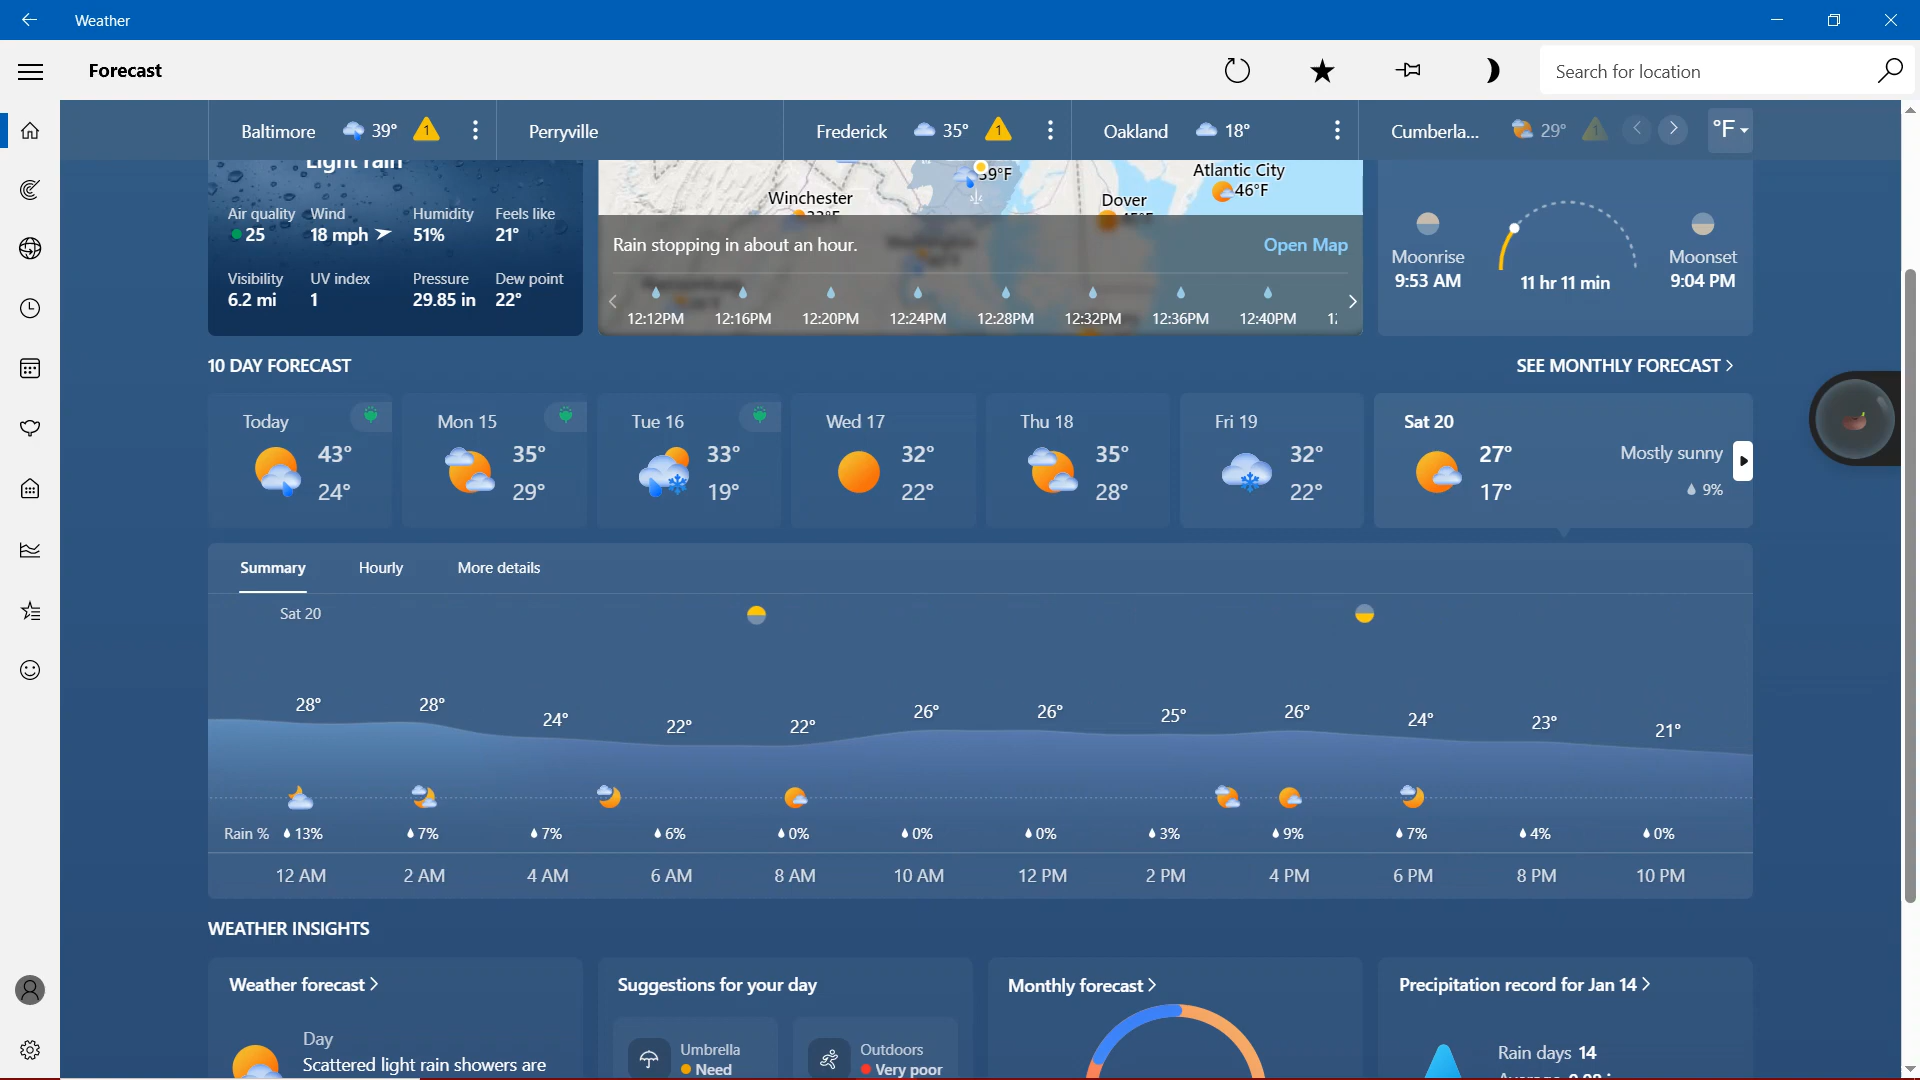 Weather
Forecast
Search for location
Baltimore 39° 1
Perryville
Frederick 35° 1
Oakland 18°
Cumberla... 29° 1
°F
Light rain
Air quality Wind Humidity Feels like
25 18 mph 51% 21°
Visibility UV index Pressure Dew point
6.2 mi 1 29.85 in 22°
Winchester
39°F
Dover
Atlantic City
46°F
Rain stopping in about an hour. Open Map
12:12PM 12:16PM 12:20PM 12:24PM 12:28PM 12:32PM 12:36PM 12:40PM
Moonrise Moonset
9:53 AM 11 hr 11 min 9:04 PM
10 DAY FORECAST SEE MONTHLY FORECAST
Today 43° 24°
Mon 15 35° 29°
Tue 16 33° 19°
Wed 17 32° 22°
Thu 18 35° 28°
Fri 19 32° 22°
Sat 20 27° 17° Mostly sunny 9%
Summary Hourly More details
Sat 20
28° 28° 24° 22° 22° 26° 26° 25° 26° 24° 23° 21°
Rain % 13% 7% 7% 6% 0% 0% 0% 3% 9% 7% 4% 0%
12 AM 2 AM 4 AM 6 AM 8 AM 10 AM 12 PM 2 PM 4 PM 6 PM 8 PM 10 PM
WEATHER INSIGHTS
Weather forecast
Day
Scattered light rain showers are
Suggestions for your day
Umbrella
Need
Outdoors
Very poor
Monthly forecast
Precipitation record for Jan 14
Rain days 14